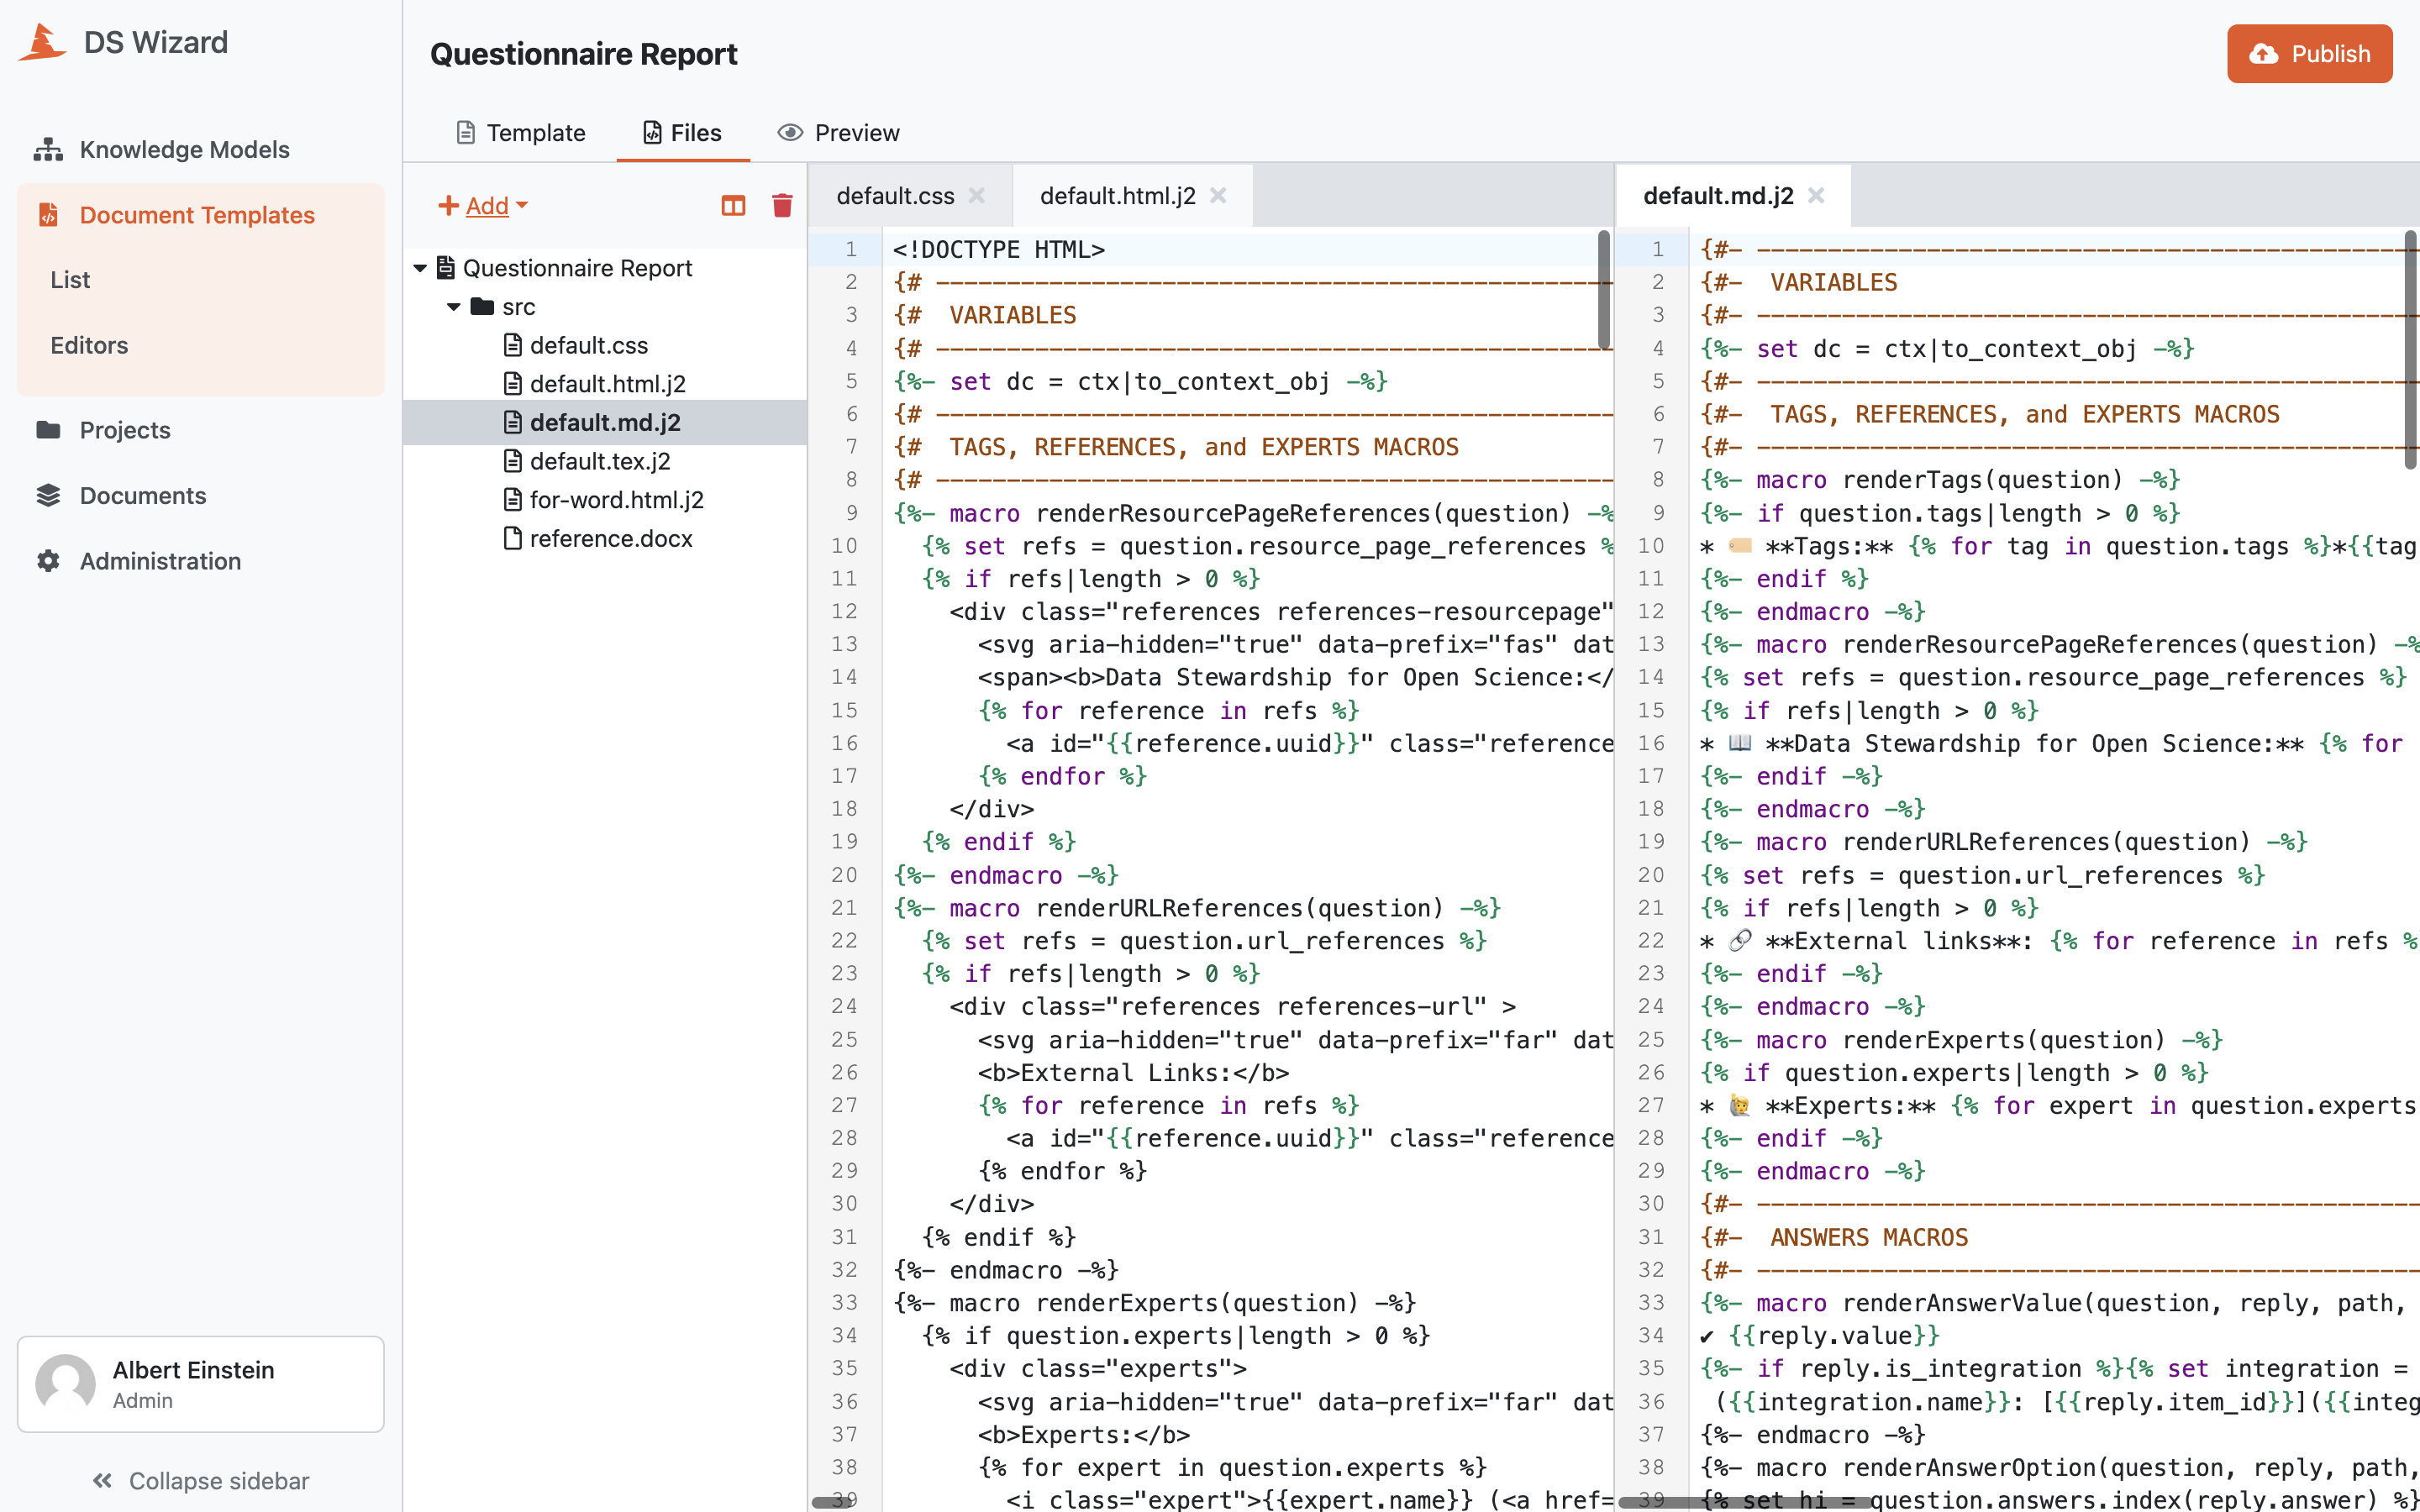 DS Wizard
Knowledge Models
Document Templates
List
Editors
Projects
Documents
Administration
Albert Einstein
Admin
Collapse sidebar
Questionnaire Report
Publish
Template
Files
Preview
Add
Questionnaire Report
src
default.css
default.html.j2
default.md.j2
default.tex.j2
for-word.html.j2
reference.docx
default.css
default.html.j2
1 <!DOCTYPE HTML>
2 {# ------------------------------------------------
3 {#  VARIABLES
4 {# ------------------------------------------------
5 {%- set dc = ctx|to_context_obj -%}
6 {# ------------------------------------------------
7 {#  TAGS, REFERENCES, and EXPERTS MACROS
8 {# ------------------------------------------------
9 {%- macro renderResourcePageReferences(question) -%
10   {% set refs = question.resource_page_references %
11   {% if refs|length > 0 %}
12     <div class="references references-resourcepage"
13       <svg aria-hidden="true" data-prefix="fas" dat
14       <span><b>Data Stewardship for Open Science:</
15       {% for reference in refs %}
16         <a id="{{reference.uuid}}" class="reference
17       {% endfor %}
18     </div>
19   {% endif %}
20 {%- endmacro -%}
21 {%- macro renderURLReferences(question) -%}
22   {% set refs = question.url_references %}
23   {% if refs|length > 0 %}
24     <div class="references references-url" >
25       <svg aria-hidden="true" data-prefix="far" dat
26       <b>External Links:</b>
27       {% for reference in refs %}
28         <a id="{{reference.uuid}}" class="reference
29       {% endfor %}
30     </div>
31   {% endif %}
32 {%- endmacro -%}
33 {%- macro renderExperts(question) -%}
34   {% if question.experts|length > 0 %}
35     <div class="experts">
36       <svg aria-hidden="true" data-prefix="far" dat
37       <b>Experts:</b>
38       {% for expert in question.experts %}
39         <i class="expert">{{expert.name}} (<a href=
default.md.j2
1 {#- -----------------------------------------------
2 {#-  VARIABLES
3 {#- -----------------------------------------------
4 {%- set dc = ctx|to_context_obj -%}
5 {#- -----------------------------------------------
6 {#-  TAGS, REFERENCES, and EXPERTS MACROS
7 {#- -----------------------------------------------
8 {%- macro renderTags(question) -%}
9 {%- if question.tags|length > 0 %}
10 * 🏷️ **Tags:** {% for tag in question.tags %}*{{tag
11 {%- endif %}
12 {%- endmacro -%}
13 {%- macro renderResourcePageReferences(question) -%
14 {% set refs = question.resource_page_references %}
15 {% if refs|length > 0 %}
16 * 📖 **Data Stewardship for Open Science:** {% for
17 {%- endif -%}
18 {%- endmacro -%}
19 {%- macro renderURLReferences(question) -%}
20 {% set refs = question.url_references %}
21 {% if refs|length > 0 %}
22 * 🔗 **External links**: {% for reference in refs %
23 {%- endif -%}
24 {%- endmacro -%}
25 {%- macro renderExperts(question) -%}
26 {% if question.experts|length > 0 %}
27 * 🙋 **Experts:** {% for expert in question.experts
28 {%- endif -%}
29 {%- endmacro -%}
30 {#- -----------------------------------------------
31 {#-  ANSWERS MACROS
32 {#- -----------------------------------------------
33 {%- macro renderAnswerValue(question, reply, path,
34 ✔ {{reply.value}}
35 {%- if reply.is_integration %}{% set integration =
36  ({{integration.name}}: [{{reply.item_id}}]({{integ
37 {%- endmacro -%}
38 {%- macro renderAnswerOption(question, reply, path,
39 {% set hi = question.answers.index(reply.answer) %}